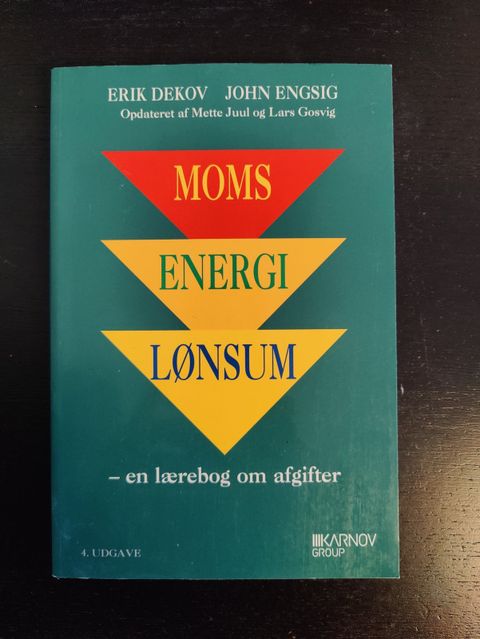 ERIK DEKOV JOHN ENGSIG
Opdateret af Mette Juul og Lars Gosvig
MOMS
ENERGI
LØNSUM
– en lærebog om afgifter
4. UDGAVE
KARNOV
GROUP